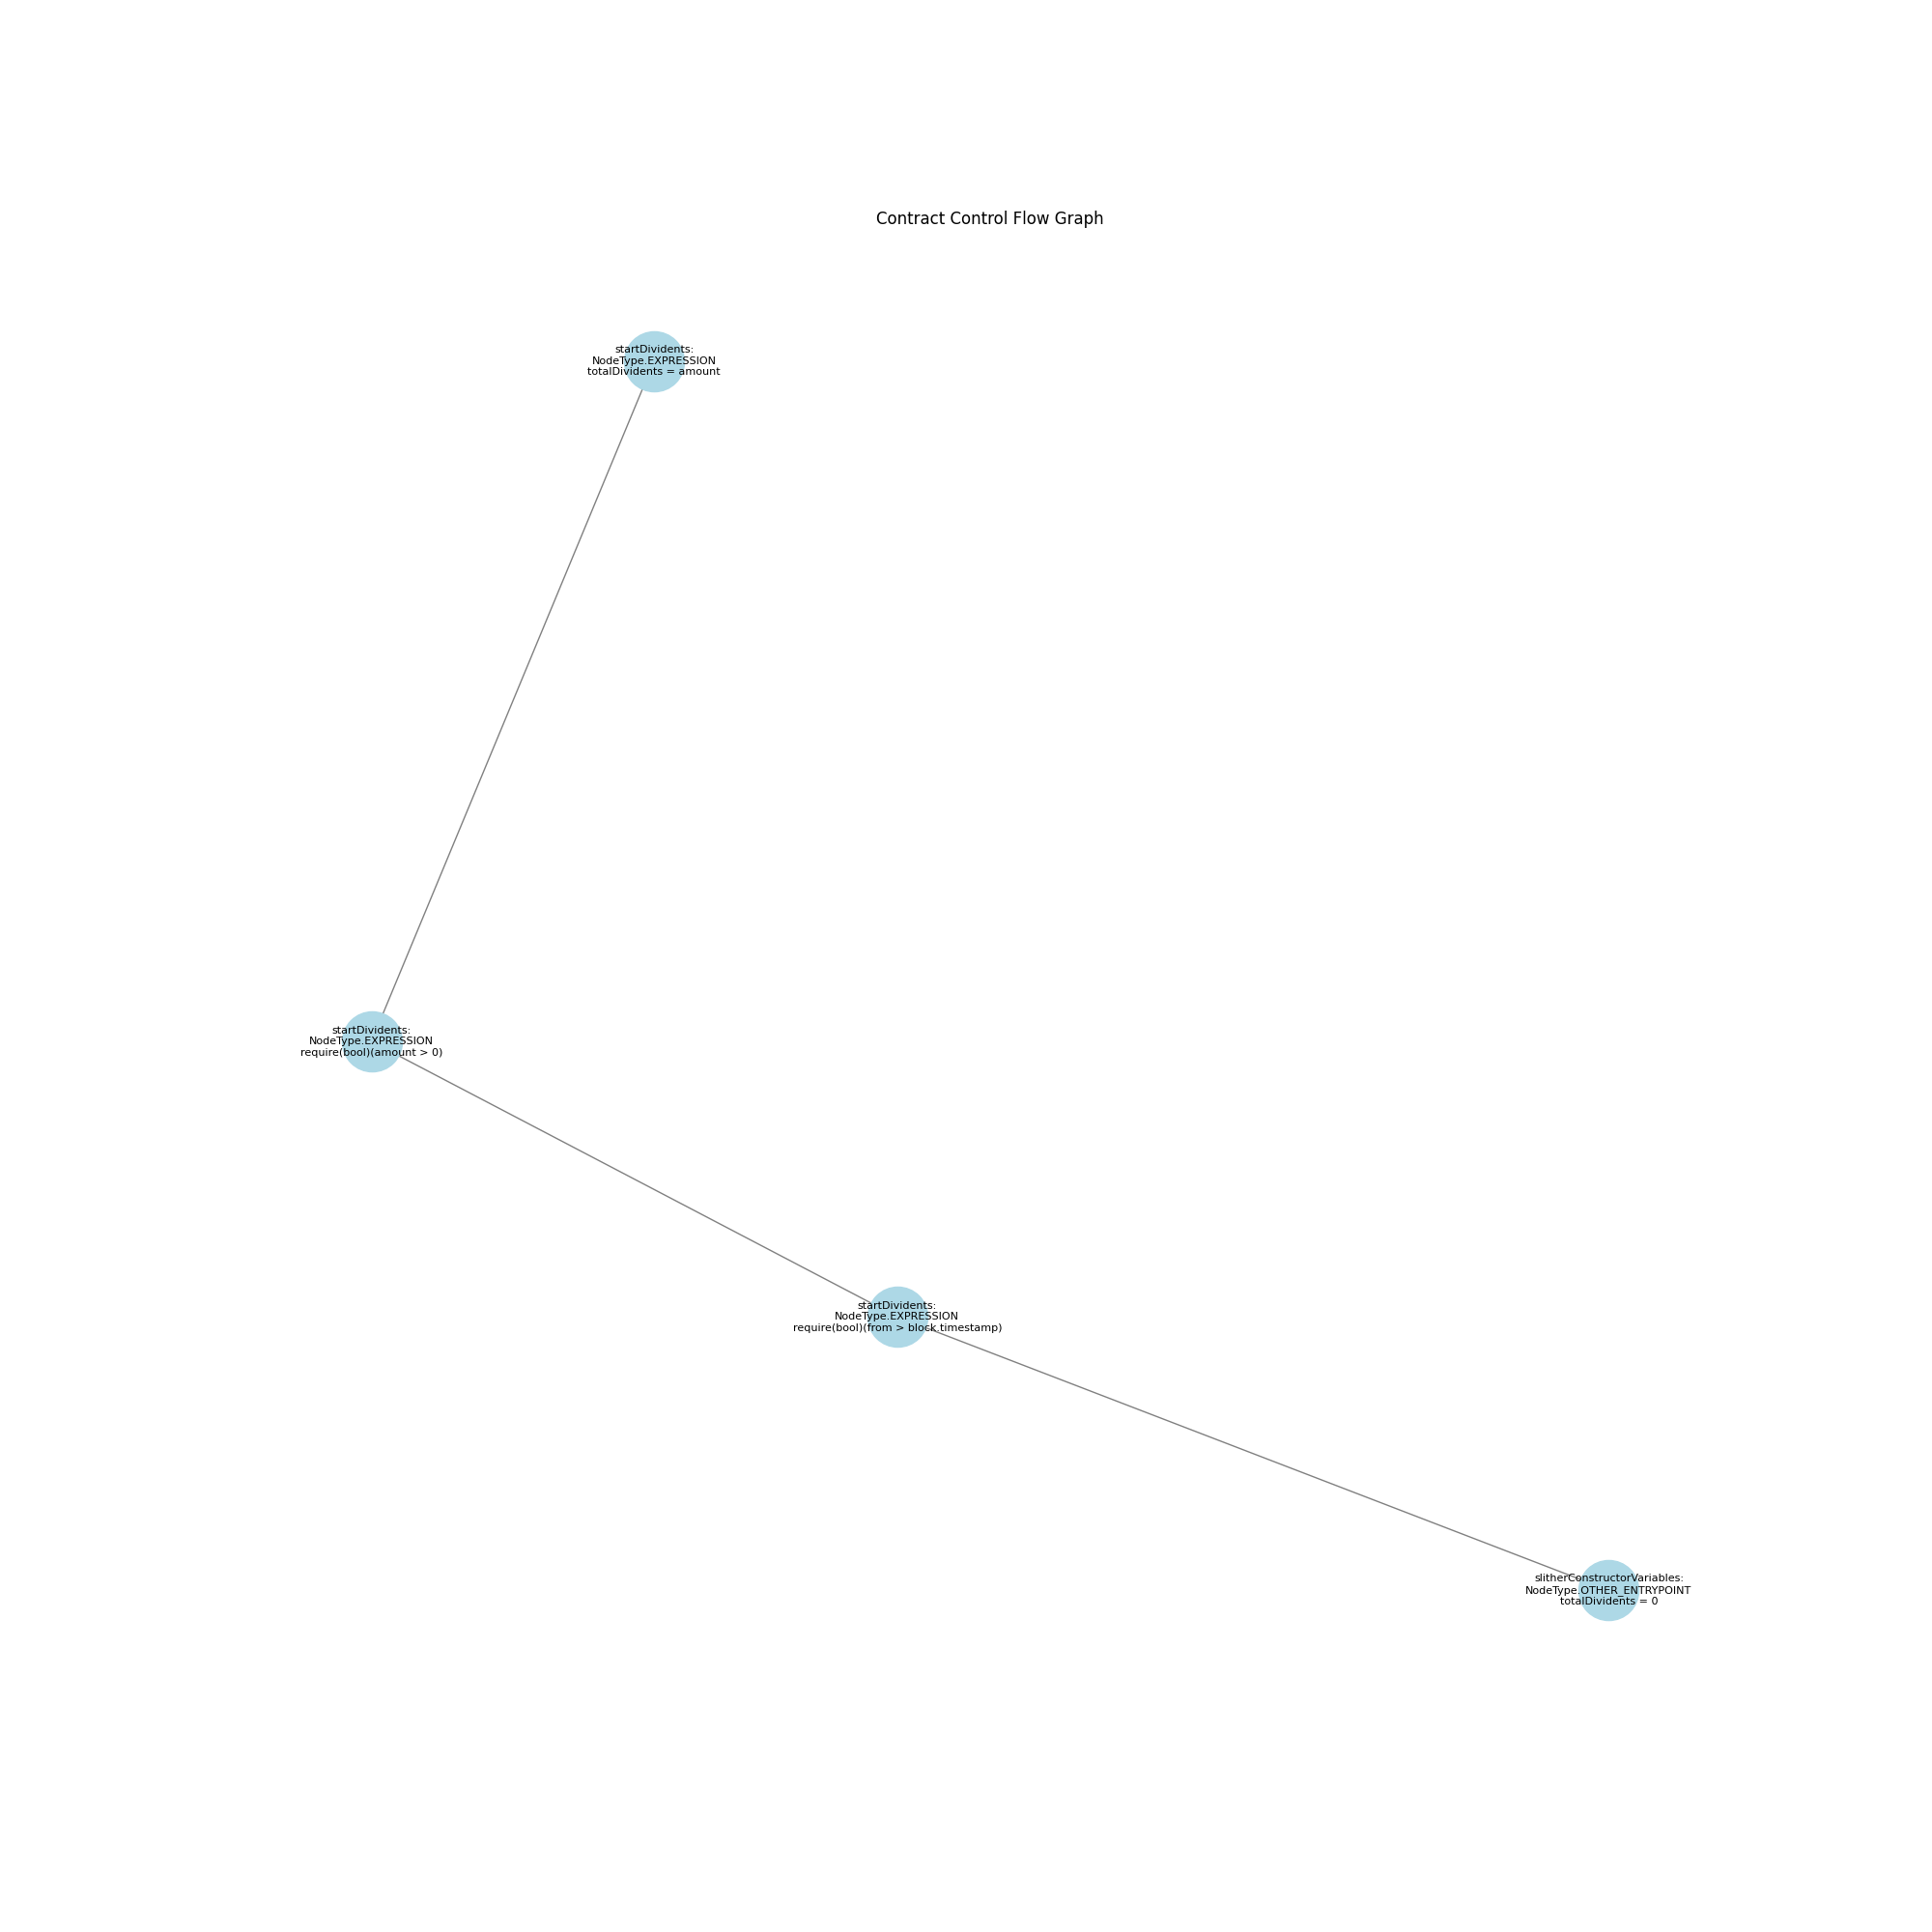 Contract Control Flow Graph
startDividents:
NodeType.EXPRESSION
totalDividents = amount
startDividents:
NodeType.EXPRESSION
require(bool)(amount > 0)
startDividents:
NodeType.EXPRESSION
require(bool)(from > block.timestamp)
slitherConstructorVariables:
NodeType.OTHER_ENTRYPOINT
totalDividents = 0